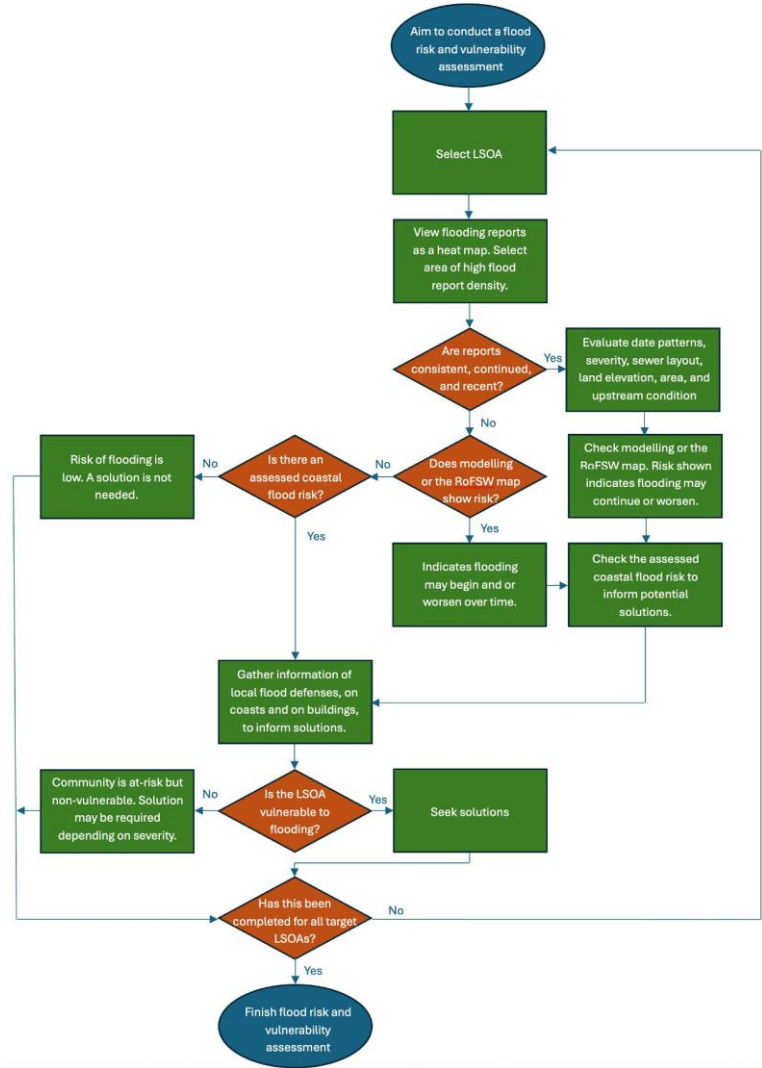 Aim to conduct a flood
risk and vulnerability
assessment
Select LSOA
View flooding reports
as a heat map. Select
area of high flood
report density.
Are reports
consistent, continued,
and recent?
Yes
Evaluate date patterns,
severity, sewer layout,
land elevation, area, and
upstream condition
No
Risk of flooding is
low. A solution is not
needed.
No
Is there an
assessed coastal
flood risk?
No
Does modelling
or the RoFSW map
show risk?
Check modelling or the
RoFSW map. Risk shown
indicates flooding may
continue or worsen.
Yes
Yes
Indicates flooding
may begin and or
worsen over time.
Check the assessed
coastal flood risk to
inform potential
solutions.
Gather information of
local flood defenses, on
coasts and on buildings,
to inform solutions.
Community is at-risk but
non-vulnerable. Solution
may be required
depending on severity.
No
Is the LSOA
vulnerable to
flooding?
Yes
Seek solutions
Has this been
completed for all target
LSOAs?
No
Yes
Finish flood risk and
vulnerability
assessment